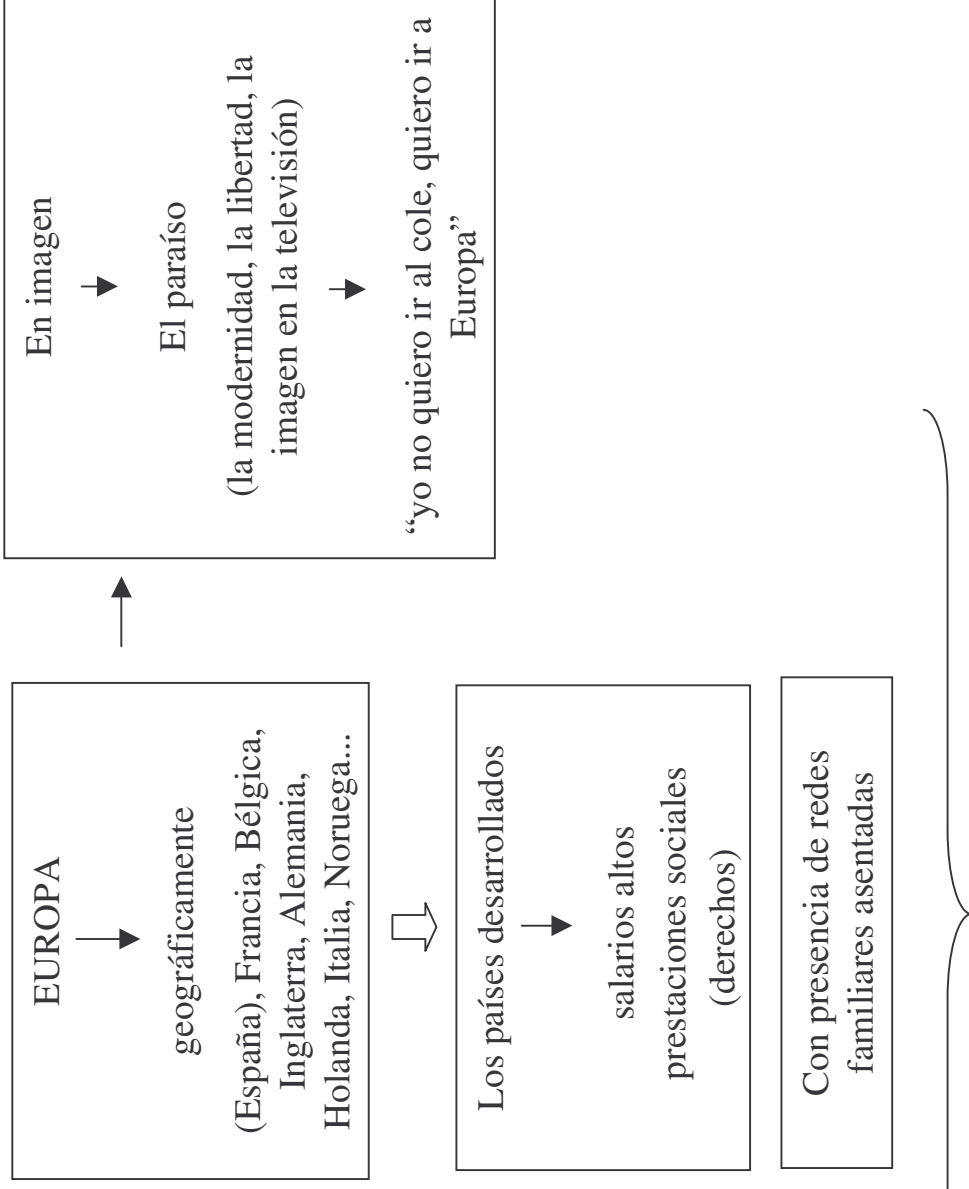 EUROPA
geográficamente
(España), Francia, Bélgica,
Inglaterra, Alemania,
Holanda, Italia, Noruega...
En imagen
El paraíso
(la modernidad, la libertad, la
imagen en la televisión)
“yo no quiero ir al cole, quiero ir a
Europa”
Los países desarrollados
salarios altos
prestaciones sociales
(derechos)
Con presencia de redes
familiares asentadas